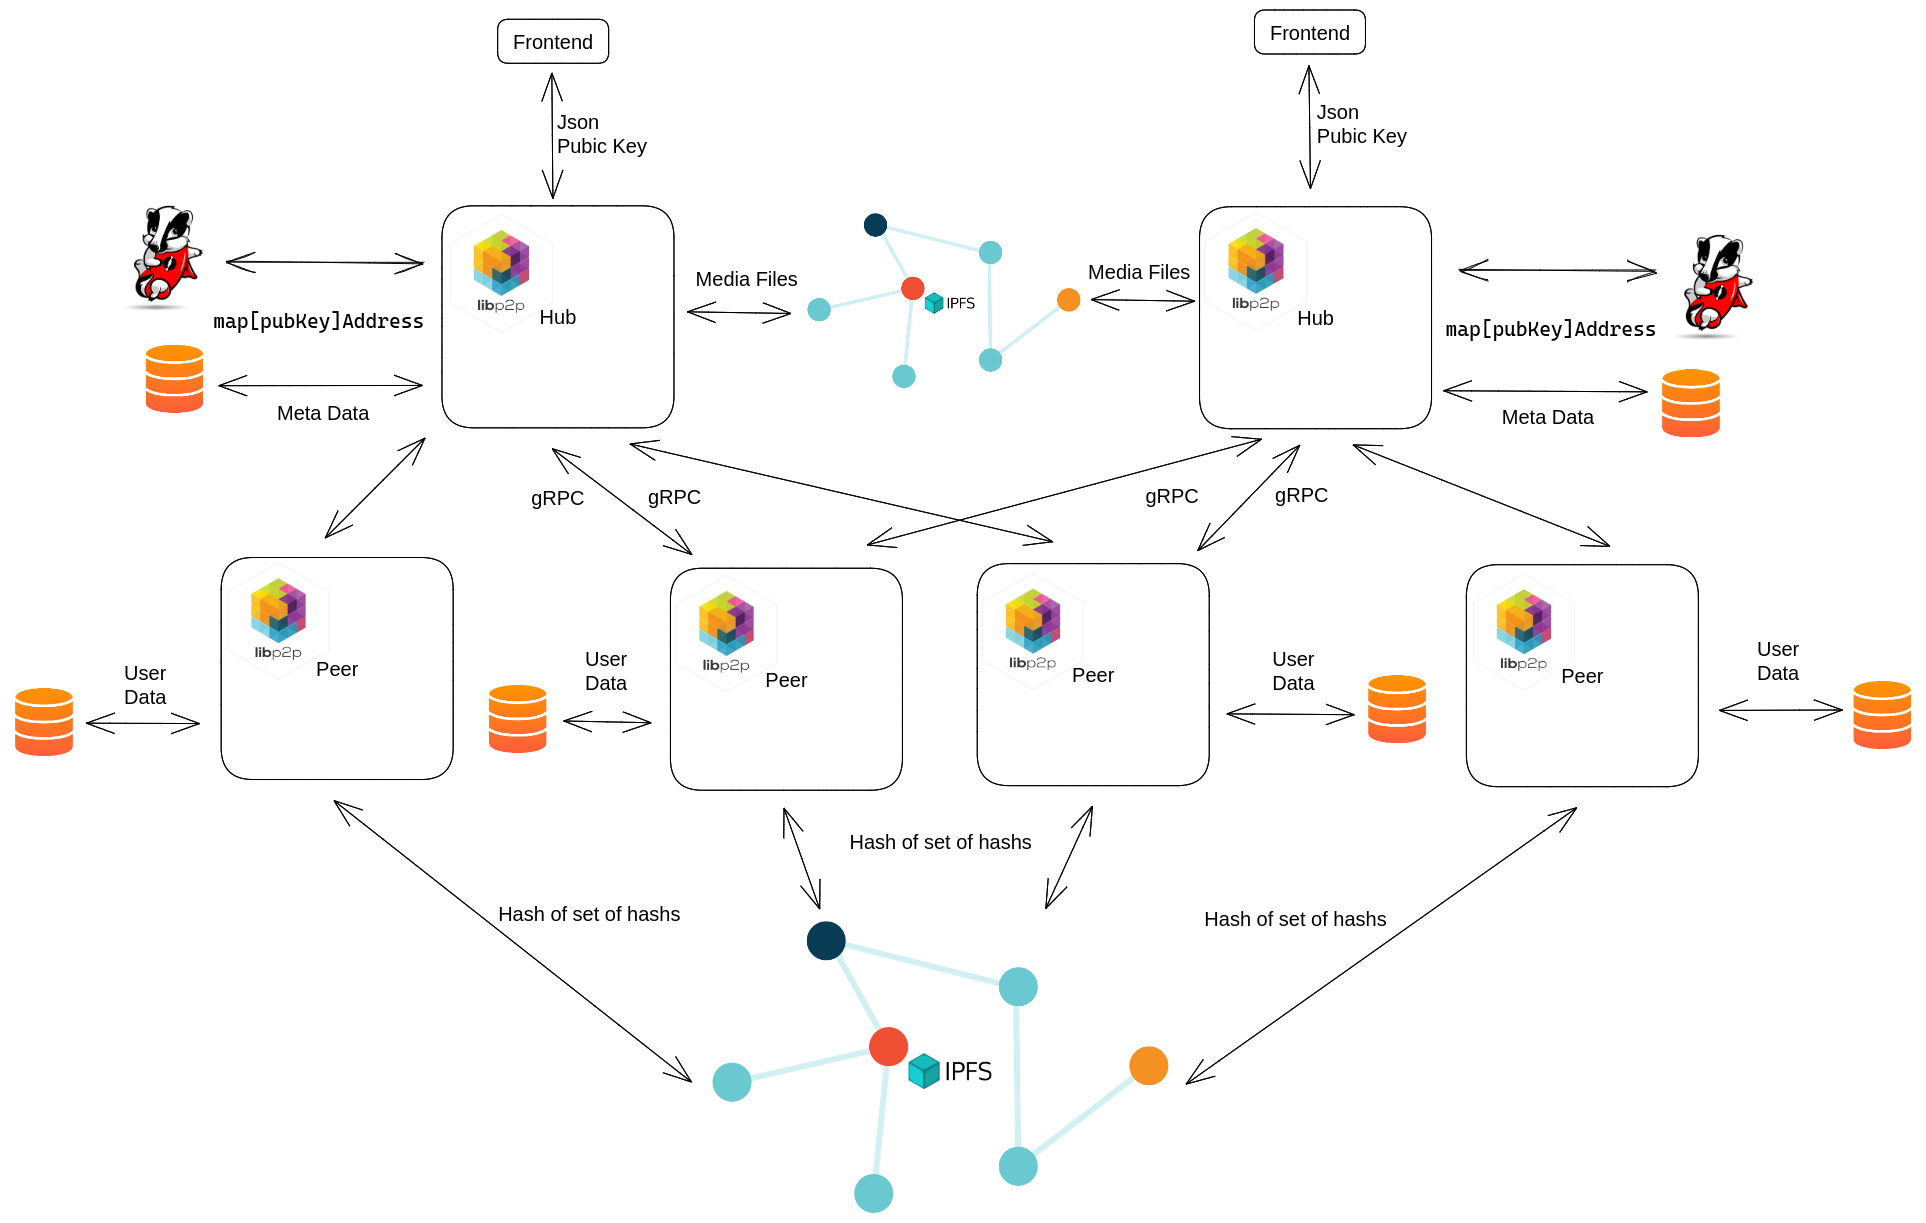 Frontend
Frontend
Json
Pubic Key
Json
Pubic Key
libp2p
Hub
Media Files
IPFS
Media Files
libp2p
Hub
map[pubKey]Address
map[pubKey]Address
Meta Data
Meta Data
gRPC
gRPC
gRPC
gRPC
libp2p
Peer
libp2p
Peer
libp2p
Peer
libp2p
Peer
User
Data
User
Data
User
Data
User
Data
Hash of set of hashs
Hash of set of hashs
Hash of set of hashs
IPFS